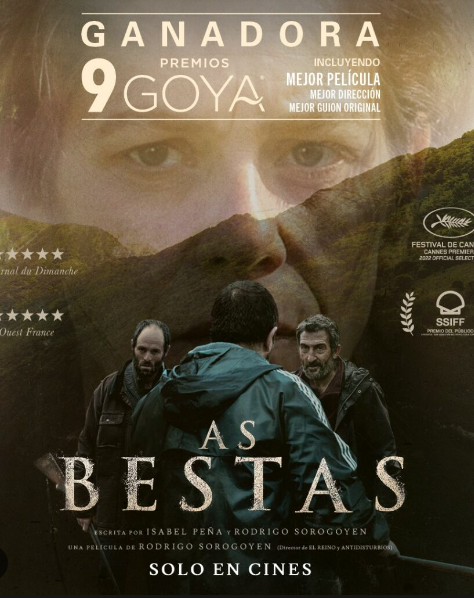 GANADORA
9 PREMIOS GOYA
INCLUYENDO
MEJOR PELÍCULA
MEJOR DIRECCIÓN
MEJOR GUION ORIGINAL
FESTIVAL DE CAN
CANNES PREMIER
2022 OFFICIAL SELECT
rnal du Dimanche
Ouest France
SSIFF
PREMIO DEL PÚBLICO
AS
BESTAS
ESCRITA POR ISABEL PEÑA Y RODRIGO SOROGOYEN
UNA PELÍCULA DE RODRIGO SOROGOYEN (Director de EL REINO y ANTIDISTURBIOS)
SOLO EN CINES